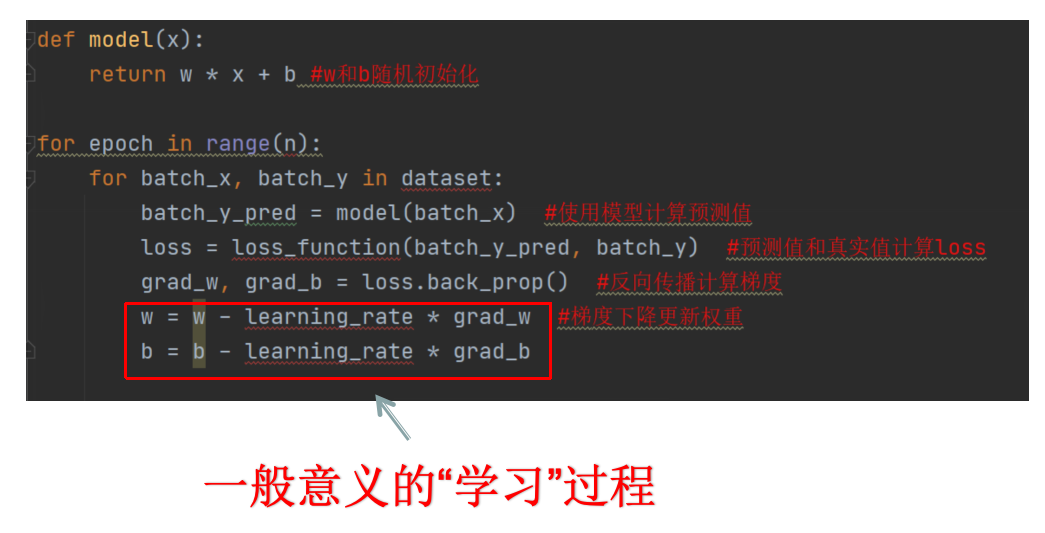 def model(x):
return w * x + b #w和b随机初始化
for epoch in range(n):
for batch_x, batch_y in dataset:
batch_y_pred = model(batch_x) #使用模型计算预测值
loss = loss_function(batch_y_pred, batch_y) #预测值和真实值计算loss
grad_w, grad_b = loss.back_prop() #反向传播计算梯度
w = w - learning_rate * grad_w #梯度下降更新权重
b = b - learning_rate * grad_b
一般意义的“学习”过程